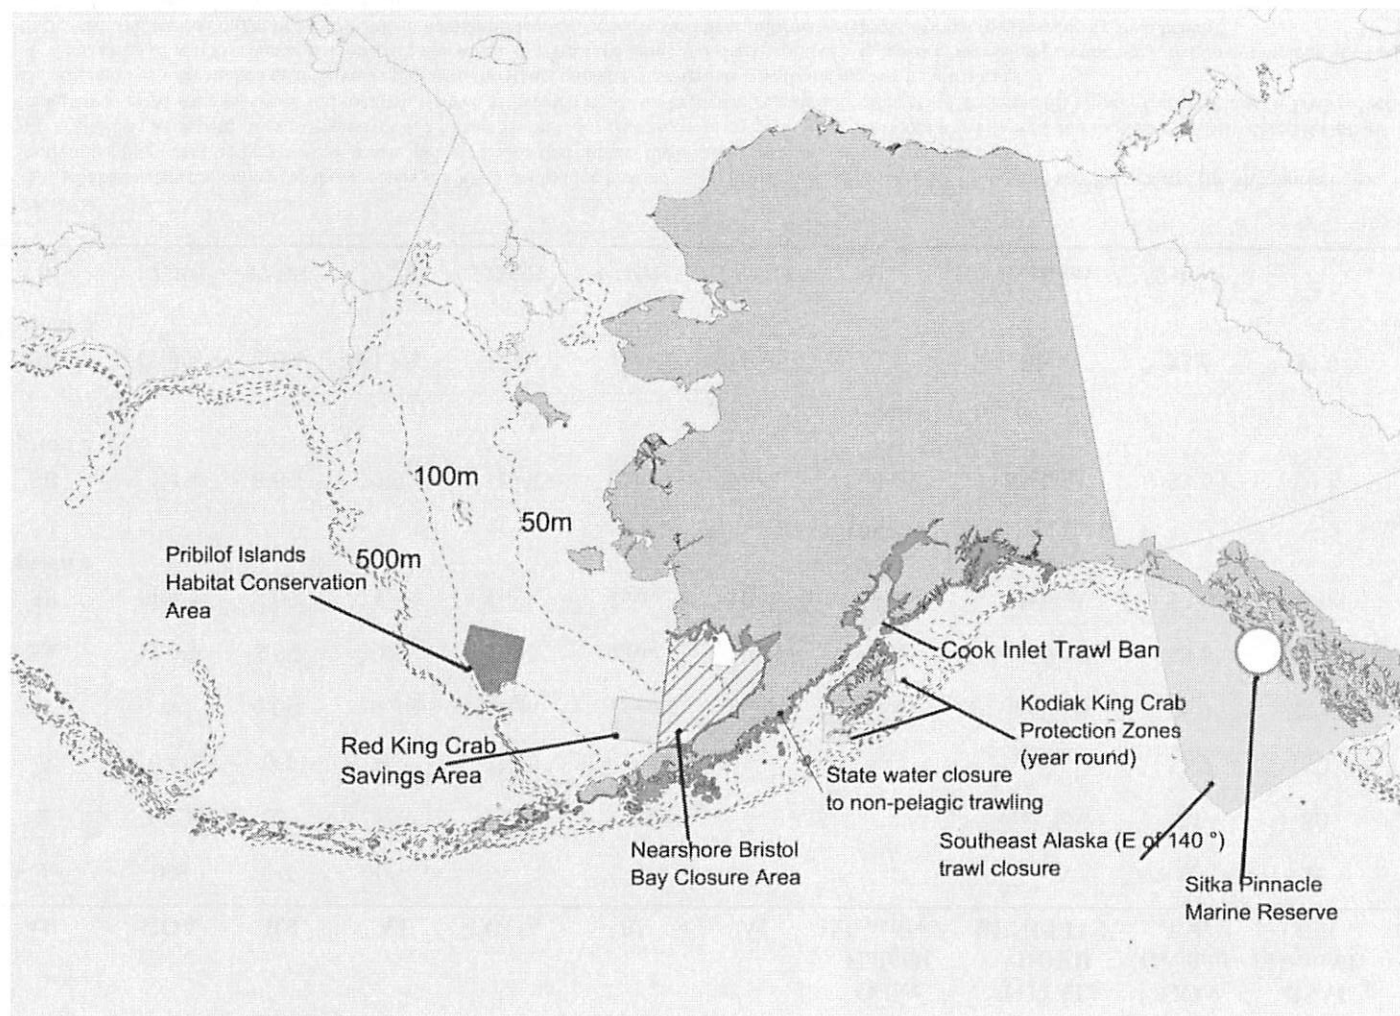 100m
50m
500m
Pribilof Islands
Habitat Conservation
Area
Cook Inlet Trawl Ban
Kodiak King Crab
Protection Zones
(year round)
Red King Crab
Savings Area
State water closure
to non-pelagic trawling
Nearshore Bristol
Bay Closure Area
Southeast Alaska (E of 140 °)
trawl closure
Sitka Pinnacle
Marine Reserve